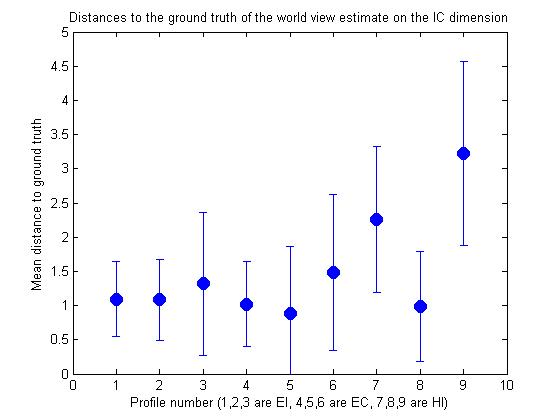 Distances to the ground truth of the world view estimate on the IC dimension
5
4.5
4
3.5
3
2.5
2
1.5
1
0.5
0
Mean distance to ground truth
0 1 2 3 4 5 6 7 8 9 10
Profile number (1,2,3 are EI, 4,5,6 are EC, 7,8,9 are HI)